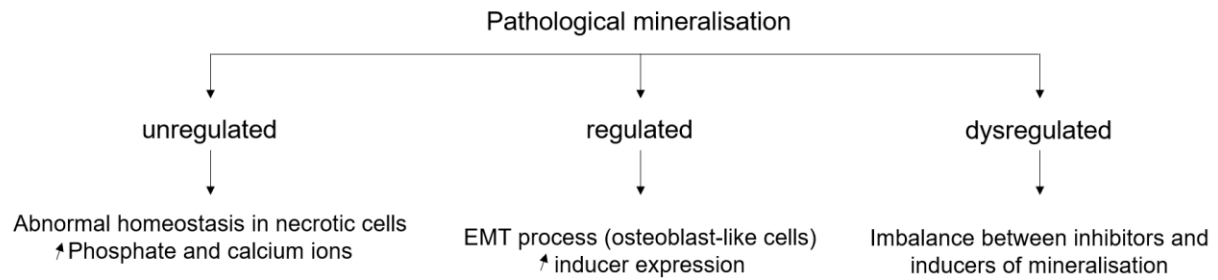 Pathological mineralisation
unregulated
regulated
dysregulated
Abnormal homeostasis in necrotic cells
Phosphate and calcium ions
EMT process (osteoblast-like cells)
inducer expression
Imbalance between inhibitors and
inducers of mineralisation